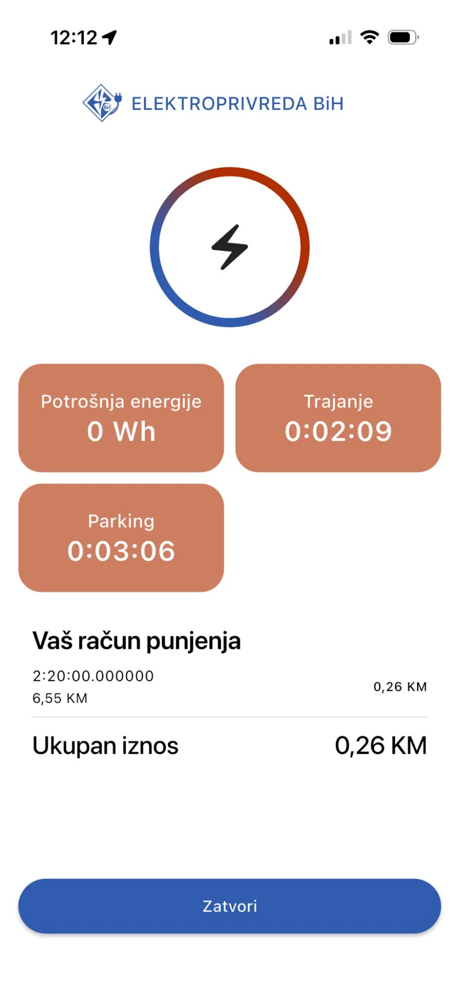 12:12
BiH
ELEKTROPRIVREDA BiH
Potrošnja energije
0 Wh
Trajanje
0:02:09
Parking
0:03:06
Vaš račun punjenja
2:20:00.000000
6,55 KM
0,26 KM
Ukupan iznos
0,26 KM
Zatvori